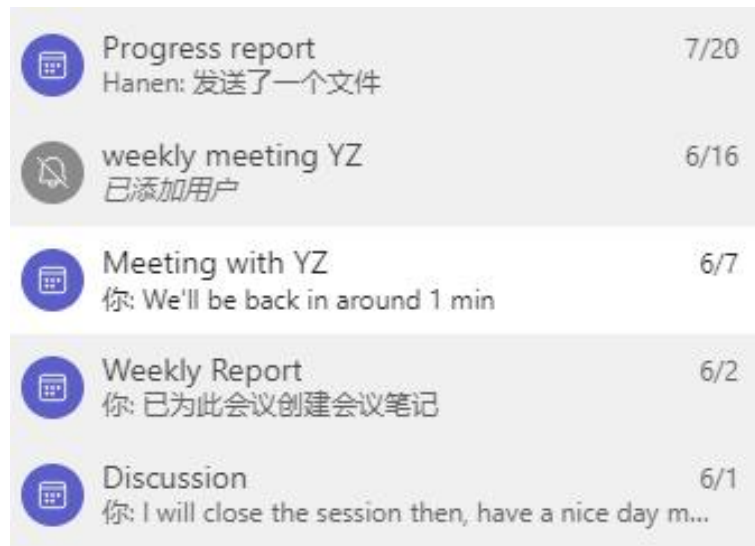 Progress report 7/20
Hanen: 发送了一个文件
weekly meeting YZ 6/16
已添加用户
Meeting with YZ 6/7
你: We'll be back in around 1 min
Weekly Report 6/2
你: 已为此会议创建会议笔记
Discussion 6/1
你: I will close the session then, have a nice day m...